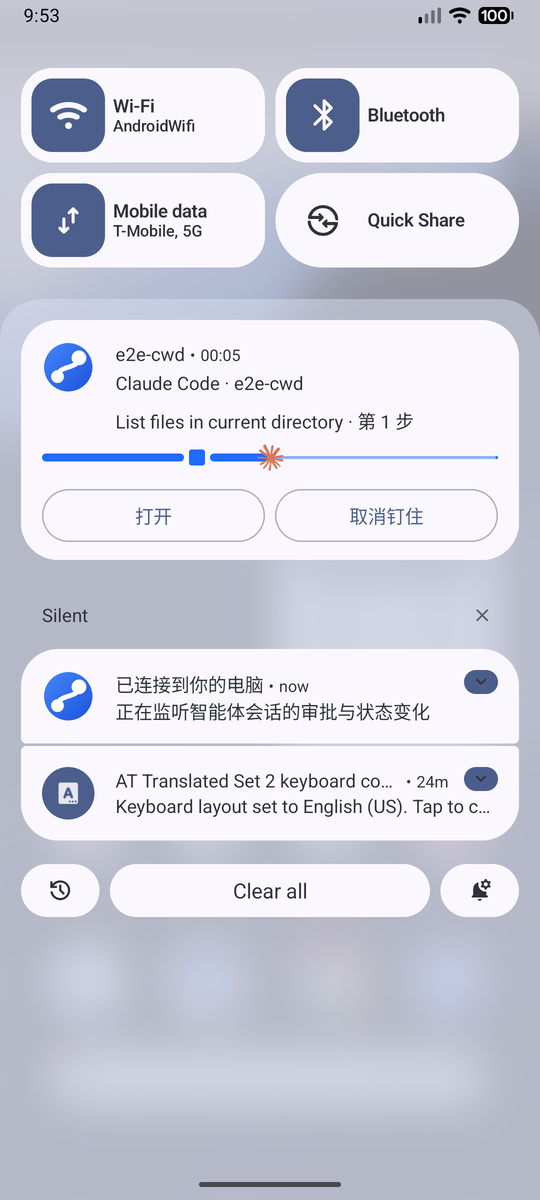 9:53
100
Wi-Fi
AndroidWifi
Bluetooth
Mobile data
T-Mobile, 5G
Quick Share
e2e-cwd • 00:05
Claude Code · e2e-cwd
List files in current directory · 第 1 步
打开
取消钉住
Silent
已连接到你的电脑 • now
正在监听智能体会话的审批与状态变化
AT Translated Set 2 keyboard co… • 24m
Keyboard layout set to English (US). Tap to c…
A
Clear all